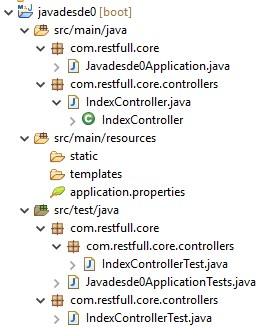 javadesde0 [boot]
src/main/java
com.restfull.core
Javadesde0Application.java
com.restfull.core.controllers
IndexController.java
IndexController
src/main/resources
static
templates
application.properties
src/test/java
com.restfull.core
com.restfull.core.controllers
IndexControllerTest.java
Javadesde0ApplicationTests.java
com.restfull.core.controllers
IndexControllerTest.java